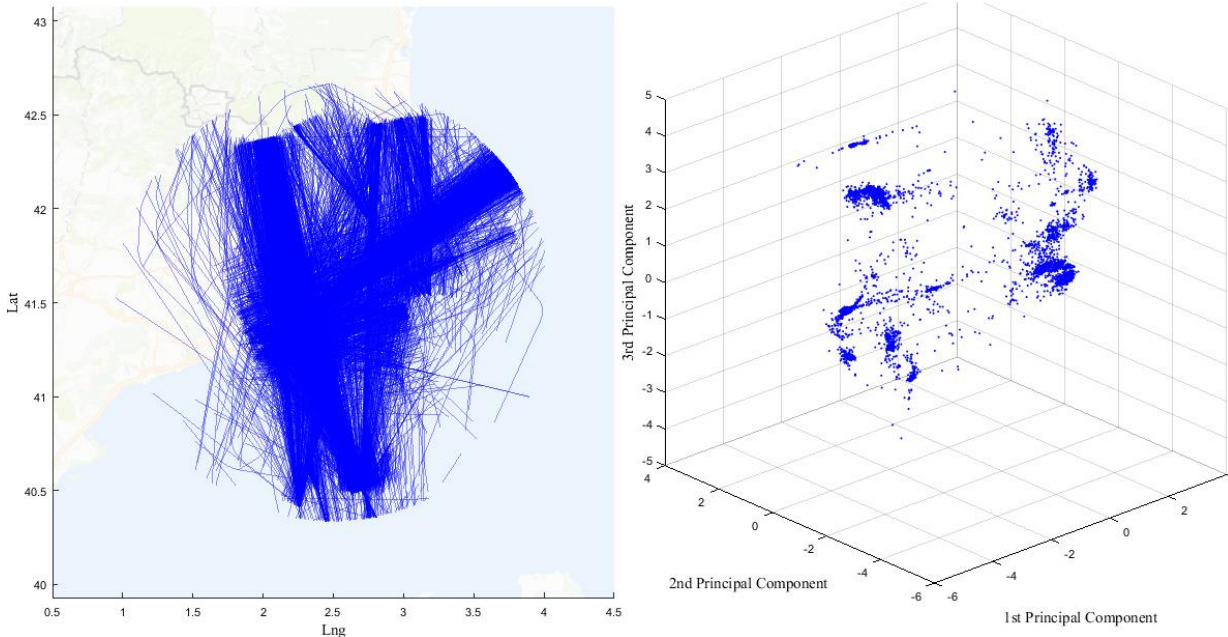 43
42.5
42
41.5
41
40.5
40
Lat
0.5 1 1.5 2 2.5 3 3.5 4 4.5
Lng
5
4
3
2
1
0
-1
-2
-3
-4
-5
3rd Principal Component
4 2 0 -2 -4 -6
2nd Principal Component
-6 -4 -2 0 2
1st Principal Component